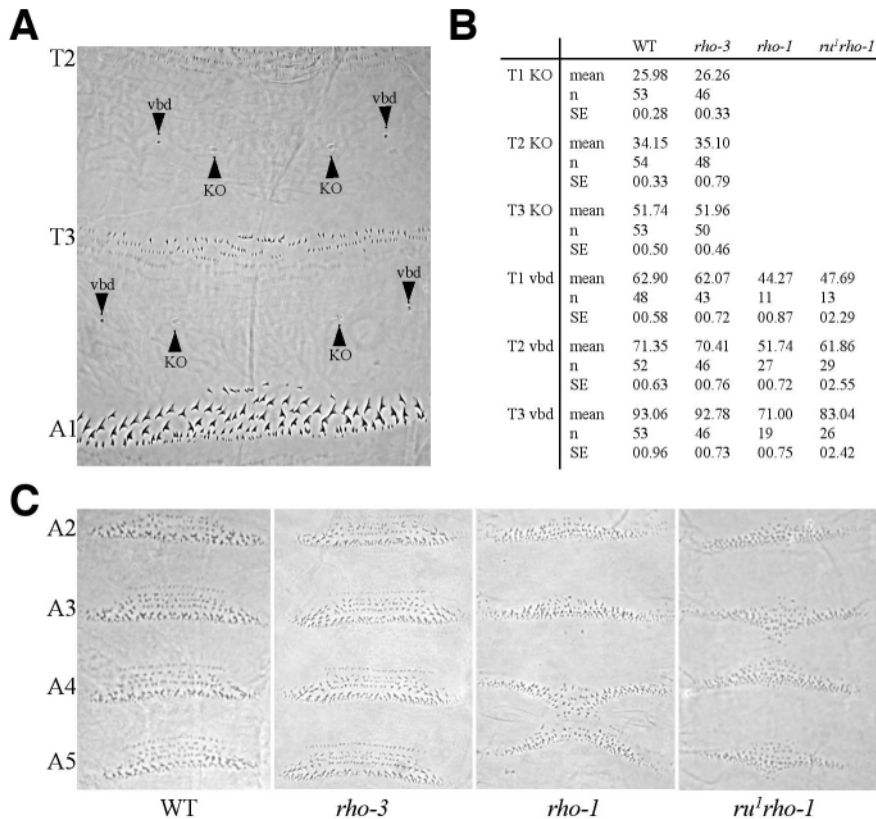 A
T2
vbd
vbd
KO
KO
T3
vbd
vbd
KO
KO
A1
B
WT rho-3 rho-1 ru¹rho-1
T1 KO mean 25.98 26.26
n 53 46
SE 00.28 00.33
T2 KO mean 34.15 35.10
n 54 48
SE 00.33 00.79
T3 KO mean 51.74 51.96
n 53 50
SE 00.50 00.46
T1 vbd mean 62.90 62.07 44.27 47.69
n 48 43 11 13
SE 00.58 00.72 00.87 02.29
T2 vbd mean 71.35 70.41 51.74 61.86
n 52 46 27 29
SE 00.63 00.76 00.72 02.55
T3 vbd mean 93.06 92.78 71.00 83.04
n 53 46 19 26
SE 00.96 00.73 00.75 02.42
C
A2
A3
A4
A5
WT rho-3 rho-1 ru¹rho-1